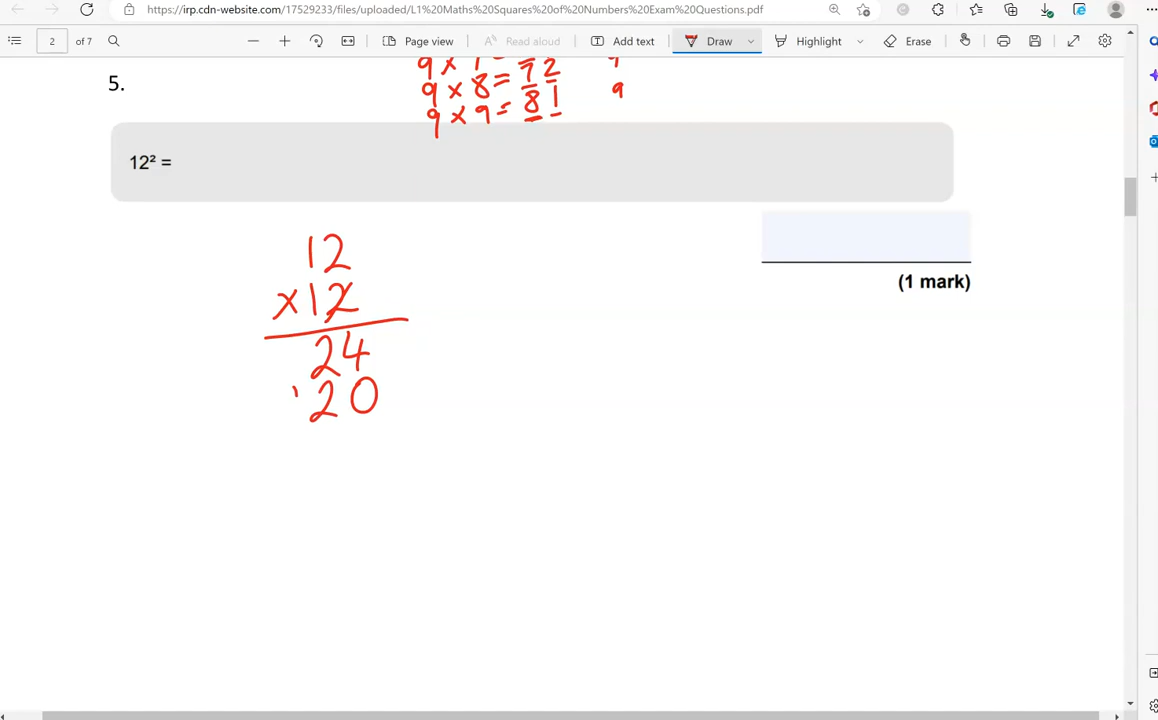 https://irp.cdn-website.com/17529233/files/uploaded/L1%20Maths%20Squares%20of%20Numbers%20Exam%20Questions.pdf
2 of 7 Page view Read aloud Add text Draw Highlight Erase
9 x 8 = 72
9
9 x 9 = 81
5.
12² =
(1 mark)
12
x12
24
20